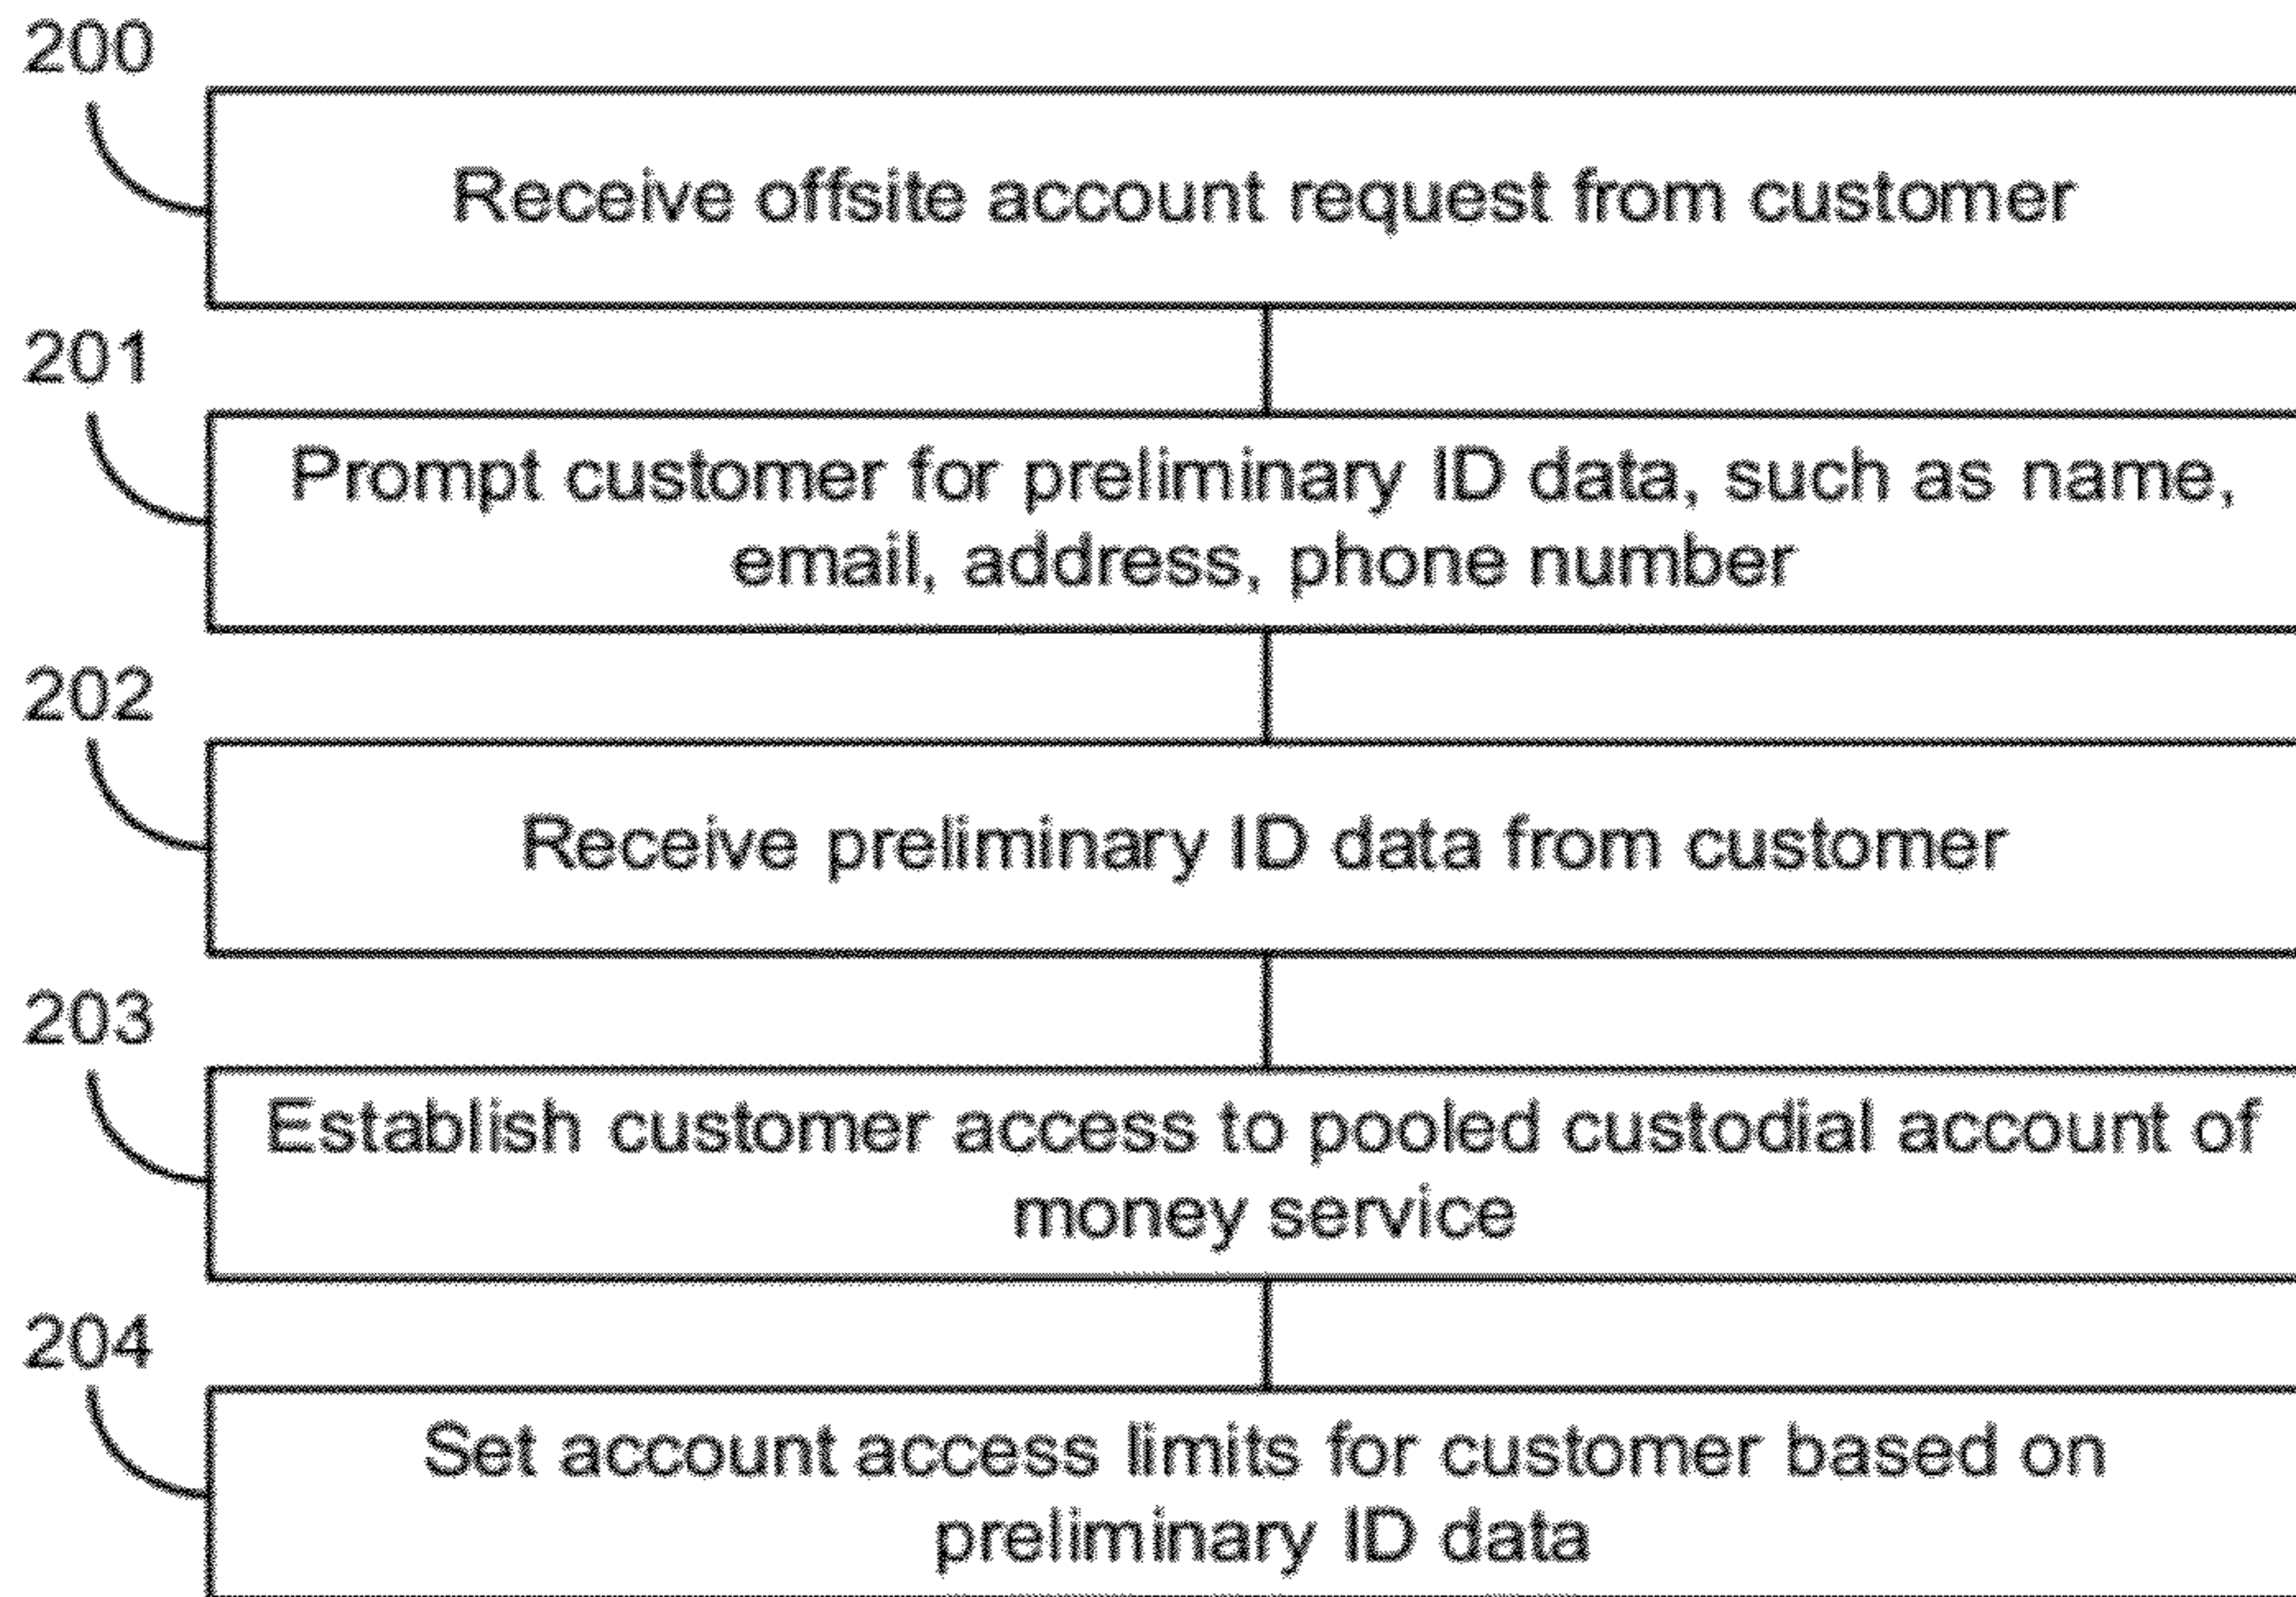 200
Receive offsite account request from customer
201
Prompt customer for preliminary ID data, such as name,
email, address, phone number
202
Receive preliminary ID data from customer
203
Establish customer access to pooled custodial account of
money service
204
Set account access limits for customer based on
preliminary ID data